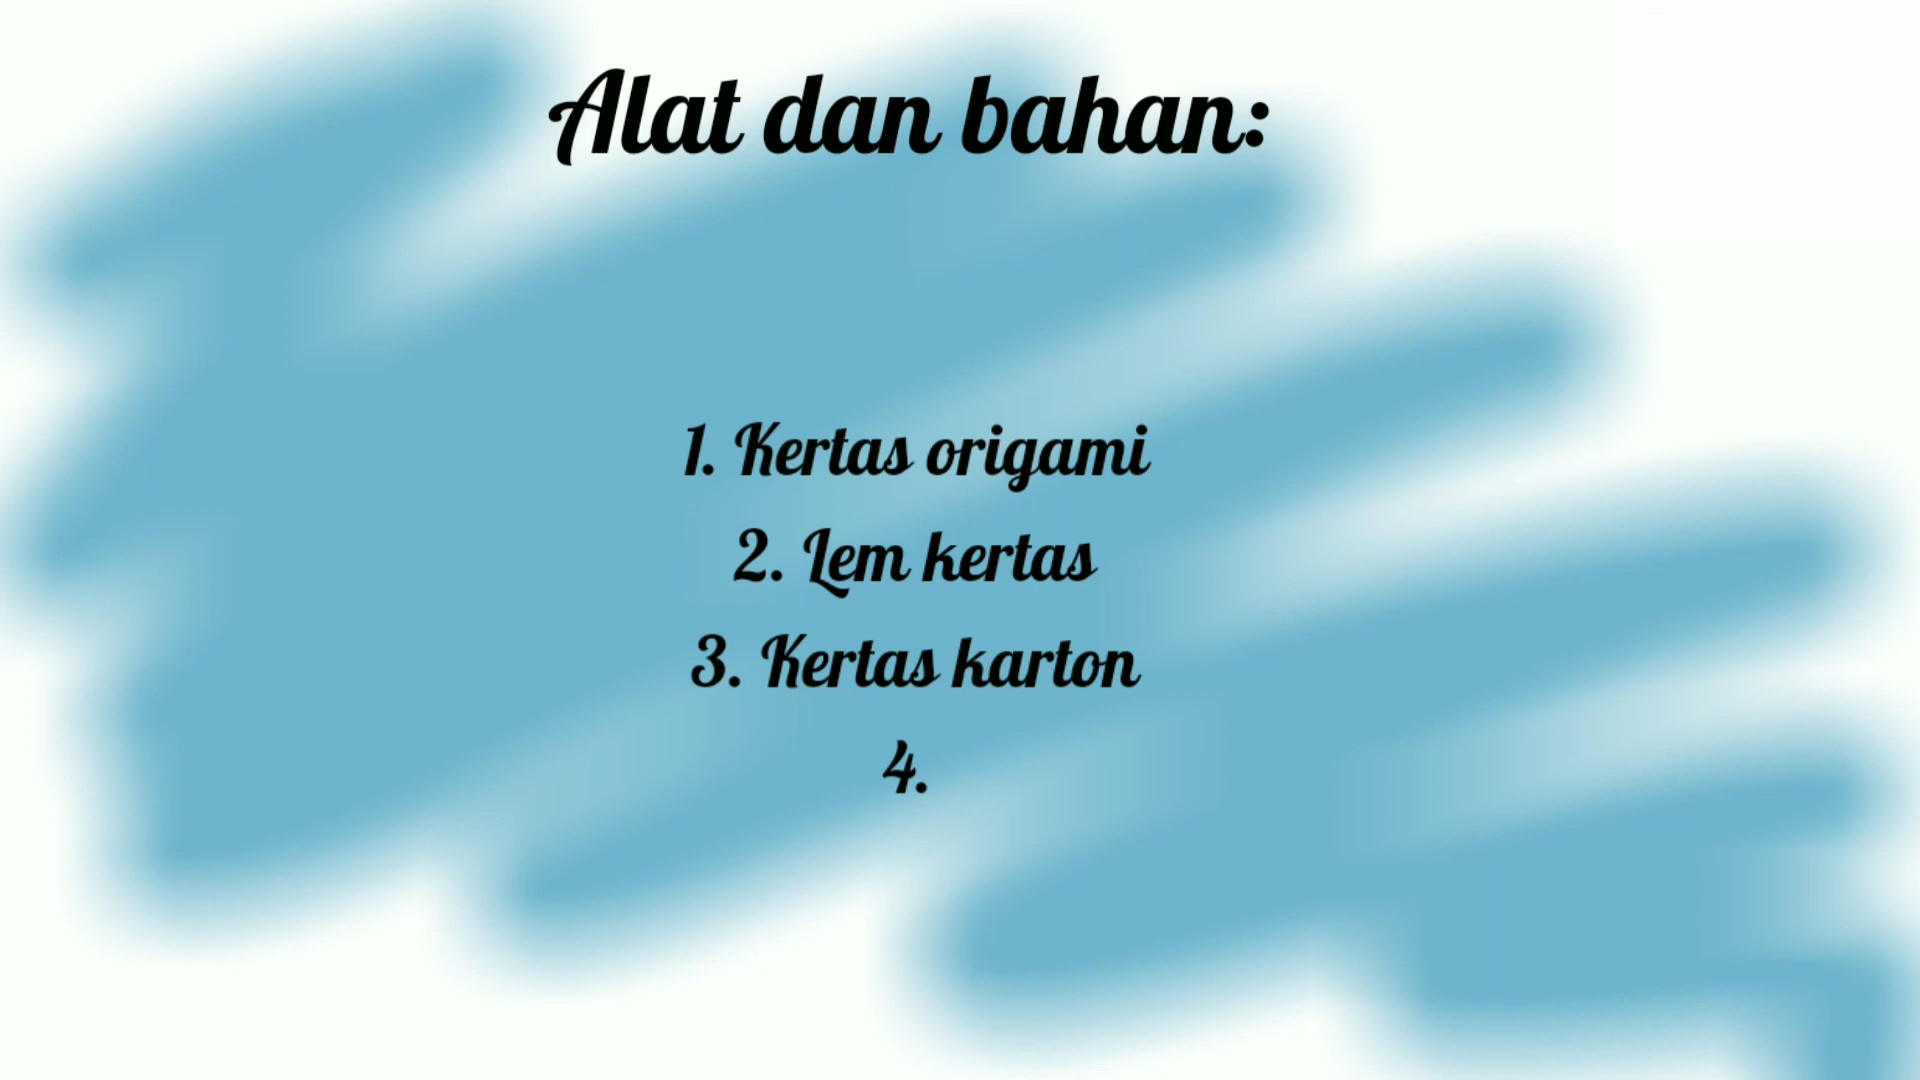 Alat dan bahan:
1. Kertas origami
2. Lem kertas
3. Kertas karton
4.